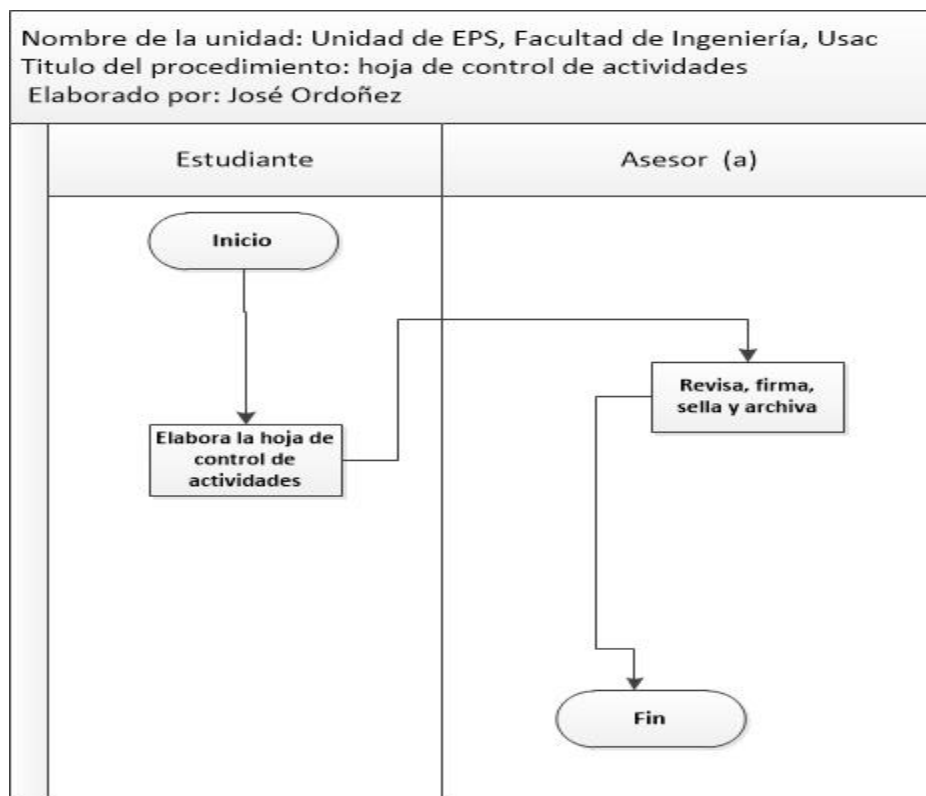 Nombre de la unidad: Unidad de EPS, Facultad de Ingeniería, Usac
Titulo del procedimiento: hoja de control de actividades
Elaborado por: José Ordoñez
Estudiante
Asesor (a)
Inicio
Elabora la hoja de
control de
actividades
Revisa, firma,
sella y archiva
Fin